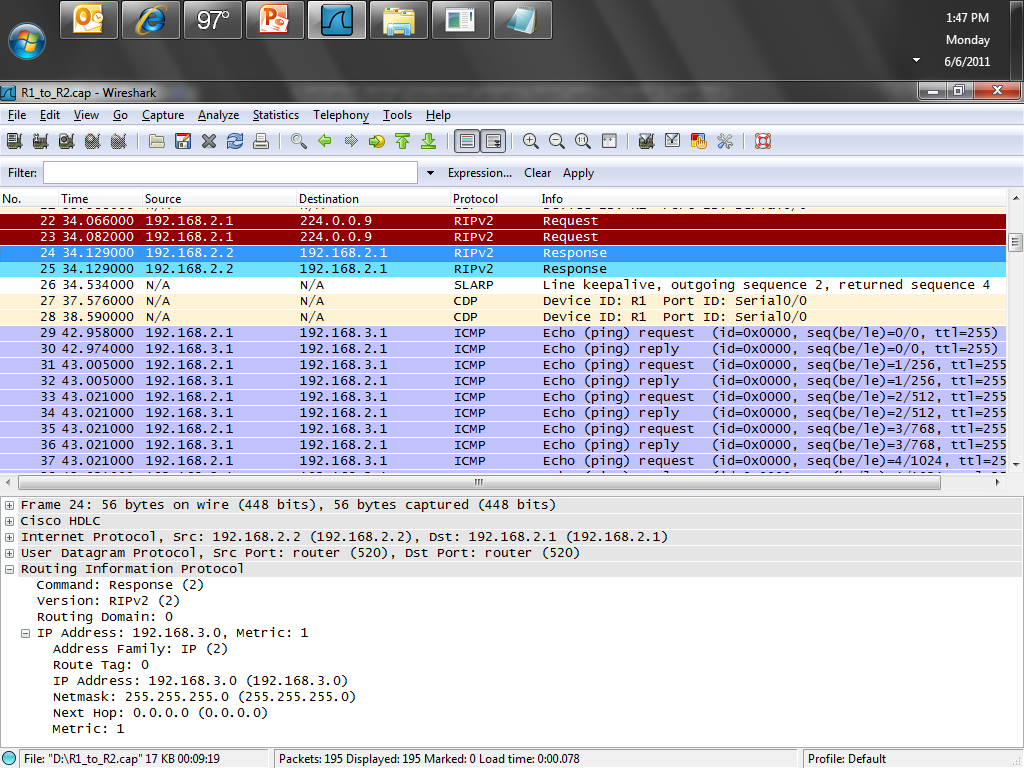 97°
1:47 PM
Monday
6/6/2011
R1_to_R2.cap - Wireshark
File Edit View Go Capture Analyze Statistics Telephony Tools Help
Filter: Expression... Clear Apply
No. Time Source Destination Protocol Info
22 34.066000 192.168.2.1 224.0.0.9 RIPv2 Request
23 34.082000 192.168.2.1 224.0.0.9 RIPv2 Request
24 34.129000 192.168.2.2 192.168.2.1 RIPv2 Response
25 34.129000 192.168.2.2 192.168.2.1 RIPv2 Response
26 34.534000 N/A N/A SLARP Line keepalive, outgoing sequence 2, returned sequence 4
27 37.576000 N/A N/A CDP Device ID: R1 Port ID: Serial0/0
28 38.590000 N/A N/A CDP Device ID: R1 Port ID: Serial0/0
29 42.958000 192.168.2.1 192.168.3.1 ICMP Echo (ping) request (id=0x0000, seq(be/le)=0/0, ttl=255)
30 42.974000 192.168.3.1 192.168.2.1 ICMP Echo (ping) reply (id=0x0000, seq(be/le)=0/0, ttl=255)
31 43.005000 192.168.2.1 192.168.3.1 ICMP Echo (ping) request (id=0x0000, seq(be/le)=1/256, ttl=255
32 43.005000 192.168.3.1 192.168.2.1 ICMP Echo (ping) reply (id=0x0000, seq(be/le)=1/256, ttl=255
33 43.021000 192.168.2.1 192.168.3.1 ICMP Echo (ping) request (id=0x0000, seq(be/le)=2/512, ttl=255
34 43.021000 192.168.3.1 192.168.2.1 ICMP Echo (ping) reply (id=0x0000, seq(be/le)=2/512, ttl=255
35 43.021000 192.168.2.1 192.168.3.1 ICMP Echo (ping) request (id=0x0000, seq(be/le)=3/768, ttl=255
36 43.021000 192.168.3.1 192.168.2.1 ICMP Echo (ping) reply (id=0x0000, seq(be/le)=3/768, ttl=255
37 43.021000 192.168.2.1 192.168.3.1 ICMP Echo (ping) request (id=0x0000, seq(be/le)=4/1024, ttl=25
Frame 24: 56 bytes on wire (448 bits), 56 bytes captured (448 bits)
Cisco HDLC
Internet Protocol, Src: 192.168.2.2 (192.168.2.2), Dst: 192.168.2.1 (192.168.2.1)
User Datagram Protocol, Src Port: router (520), Dst Port: router (520)
Routing Information Protocol
Command: Response (2)
Version: RIPv2 (2)
Routing Domain: 0
IP Address: 192.168.3.0, Metric: 1
Address Family: IP (2)
Route Tag: 0
IP Address: 192.168.3.0 (192.168.3.0)
Netmask: 255.255.255.0 (255.255.255.0)
Next Hop: 0.0.0.0 (0.0.0.0)
Metric: 1
File: "D:\R1_to_R2.cap" 17 KB 00:09:19 Packets: 195 Displayed: 195 Marked: 0 Load time: 0:00.078 Profile: Default